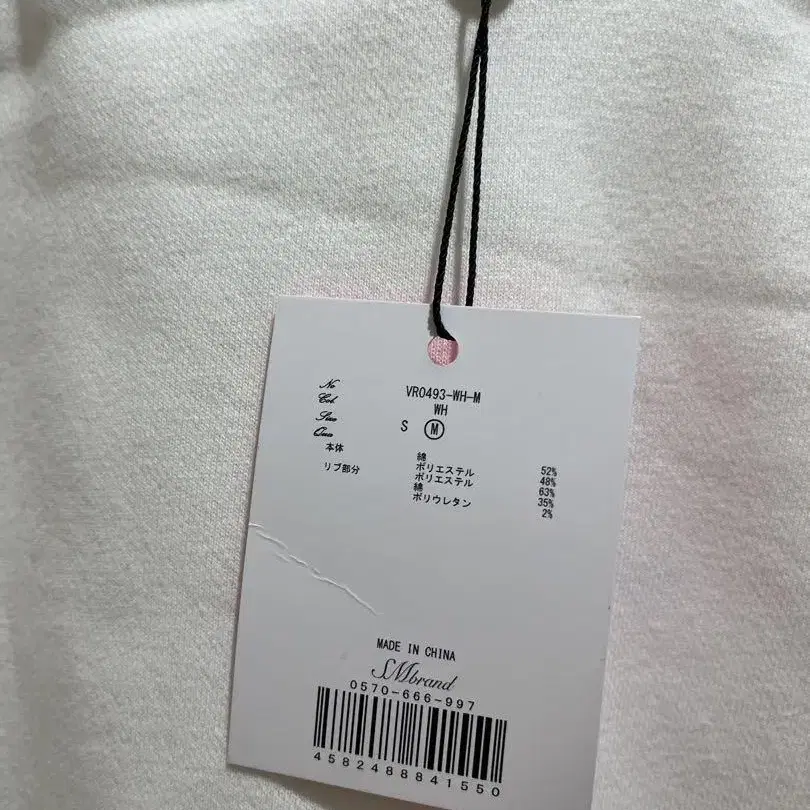 No VR0493-WH-M
Col. WH
Size S M
Qua
本体 綿 52%
ポリエステル 48%
リブ部分 ポリエステル 63%
綿 35%
ポリウレタン 2%
MADE IN CHINA
SMbrand
0570-666-997
4582488841550